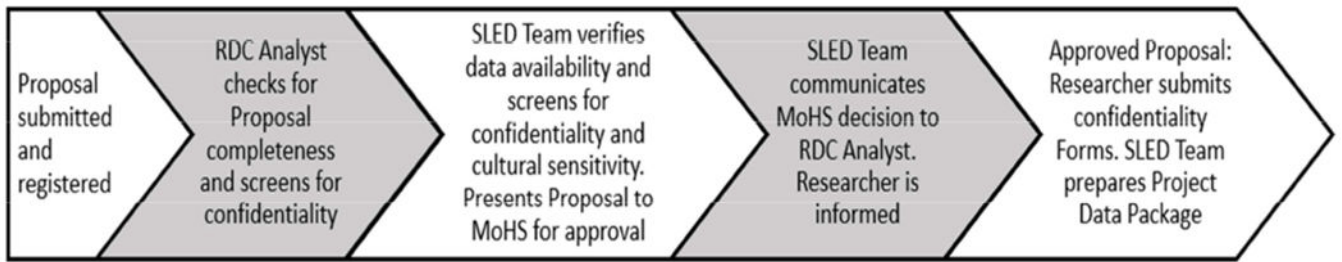 Proposal
submitted
and
registered
RDC Analyst
checks for
Proposal
completeness
and screens for
confidentiality
SLED Team verifies
data availability and
screens for
confidentiality and
cultural sensitivity.
Presents Proposal to
MoHS for approval
SLED Team
communicates
MoHS decision to
RDC Analyst.
Researcher is
informed
Approved Proposal:
Researcher submits
confidentiality
Forms. SLED Team
prepares Project
Data Package